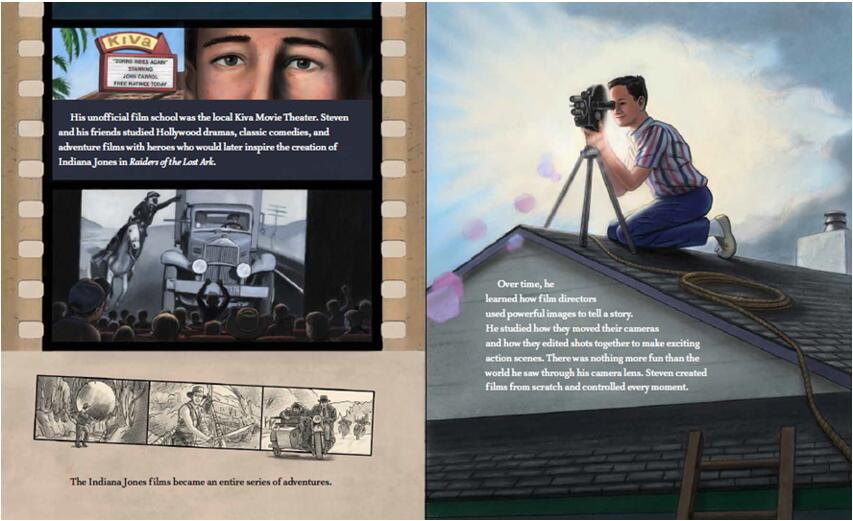 Kiva
"ZORRO RIDES AGAIN"
STARRING
JOHN CARROL
FREE MATINEE TODAY
His unofficial film school was the local Kiva Movie Theater. Steven
and his friends studied Hollywood dramas, classic comedies, and
adventure films with heroes who would later inspire the creation of
Indiana Jones in Raiders of the Lost Ark.
The Indiana Jones films became an entire series of adventures.
Over time, he
learned how film directors
used powerful images to tell a story.
He studied how they moved their cameras
and how they edited shots together to make exciting
action scenes. There was nothing more fun than the
world he saw through his camera lens. Steven created
films from scratch and controlled every moment.